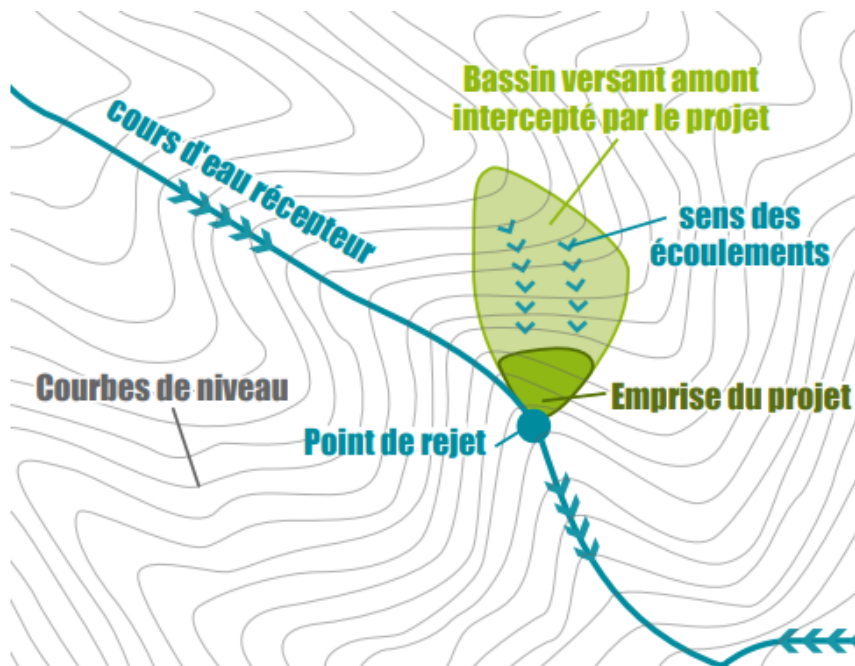 Bassin versant amont
intercepté par le projet
cours d'eau récepteur
sens des
écoulements
Courbes de niveau
Emprise du projet
Point de rejet